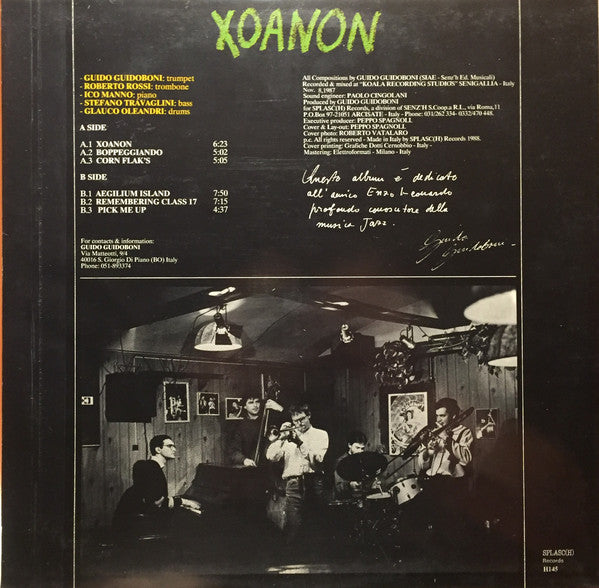 XOANON
- GUIDO GUIDOBONI: trumpet
- ROBERTO ROSSI: trombone
- ICO MANNO: piano
- STEFANO TRAVAGLINI: bass
- GLAUCO OLEANDRI: drums
A SIDE
A.1 XOANON 6:23
A.2 BOPPEGGIANDO 5:02
A.3 CORN FLAK'S 5:05
B SIDE
B.1 AEGILIUM ISLAND 7:50
B.2 REMEMBERING CLASS 17 7:15
B.3 PICK ME UP 4:37
For contacts & information:
GUIDO GUIDOBONI
Via Matteotti, 9/4
40016 S. Giorgio Di Piano (BO) Italy
Phone: 051-893374
All Compositions by GUIDO GUIDOBONI (SIAE - Senz'h Ed. Musicali)
Recorded & mixed at "KOALA RECORDING STUDIOS" SENIGALLIA - Italy
Nov. 8,1987
Sound engineer: PAOLO CINGOLANI
Produced by GUIDO GUIDOBONI
for SPLASC(H) Records, a division of SENZ'H S.Coop.a R.L., via Roma,11
P.O.Box 97-21051 ARCISATE - Italy - Phone: 031/262 334- 0332/470 448.
Executive producer: PEPPO SPAGNOLI
Cover & Lay-out: PEPPO SPAGNOLI
Cover photo: ROBERTO VATALARO
p.c. All rights reserved - Made in Italy by SPLASC(H) Records 1988.
Cover printing: Grafiche Dotti Cernobbio - Italy
Mastering: Elettroformati - Milano - Italy
Questo album è dedicato
all'amico Enzo Leonardo
profondo conoscitore della
musica Jazz.
Guido
Guidoboni
SPLASC(H)
Records
H145